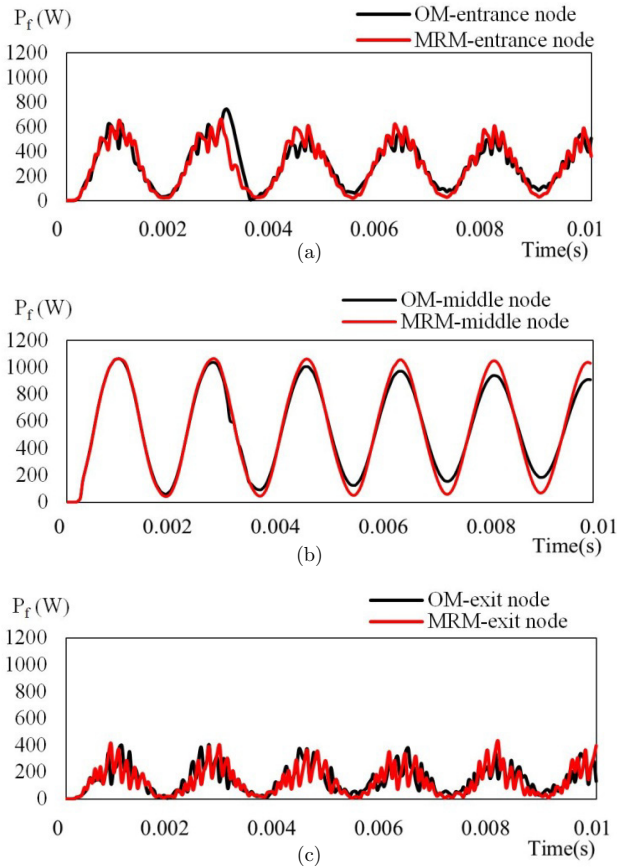 P_f (W)
OM-entrance node
MRM-entrance node
1200
1000
800
600
400
200
0
0 0.002 0.004 0.006 0.008 0.01
Time(s)
(a)
P_f (W)
OM-middle node
MRM-middle node
1200
1000
800
600
400
200
0
0 0.002 0.004 0.006 0.008 0.01
Time(s)
(b)
P_f (W)
OM-exit node
MRM-exit node
1200
1000
800
600
400
200
0
0 0.002 0.004 0.006 0.008 0.01
Time(s)
(c)